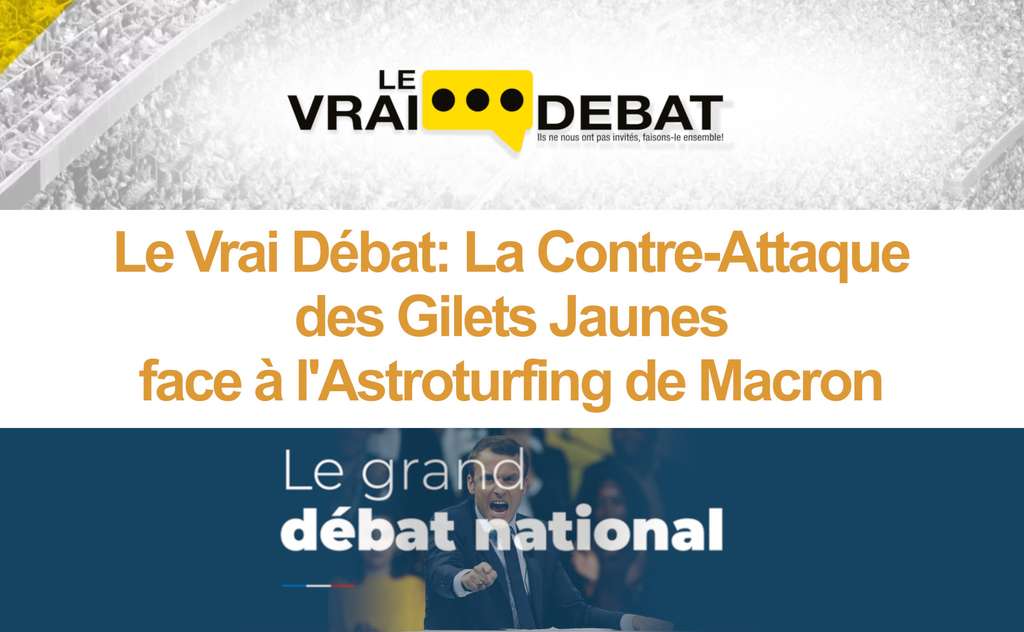 LE
VRAI DEBAT
Ils ne nous ont pas invités, faisons-le ensemble!
Le Vrai Débat: La Contre-Attaque
des Gilets Jaunes
face à l'Astroturfing de Macron
Le grand
débat national